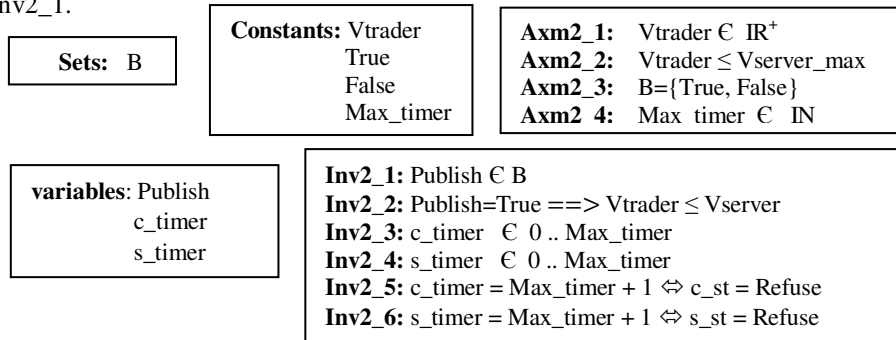 nv2_1.
Sets: B
Constants: Vtrader
True
False
Max_timer
Axm2_1: Vtrader Є IR⁺
Axm2_2: Vtrader ≤ Vserver_max
Axm2_3: B={True, False}
Axm2_4: Max_timer Є IN
variables: Publish
c_timer
s_timer
Inv2_1: Publish Є B
Inv2_2: Publish=True ==> Vtrader ≤ Vserver
Inv2_3: c_timer Є 0 .. Max_timer
Inv2_4: s_timer Є 0 .. Max_timer
Inv2_5: c_timer = Max_timer + 1 ⇔ c_st = Refuse
Inv2_6: s_timer = Max_timer + 1 ⇔ s_st = Refuse